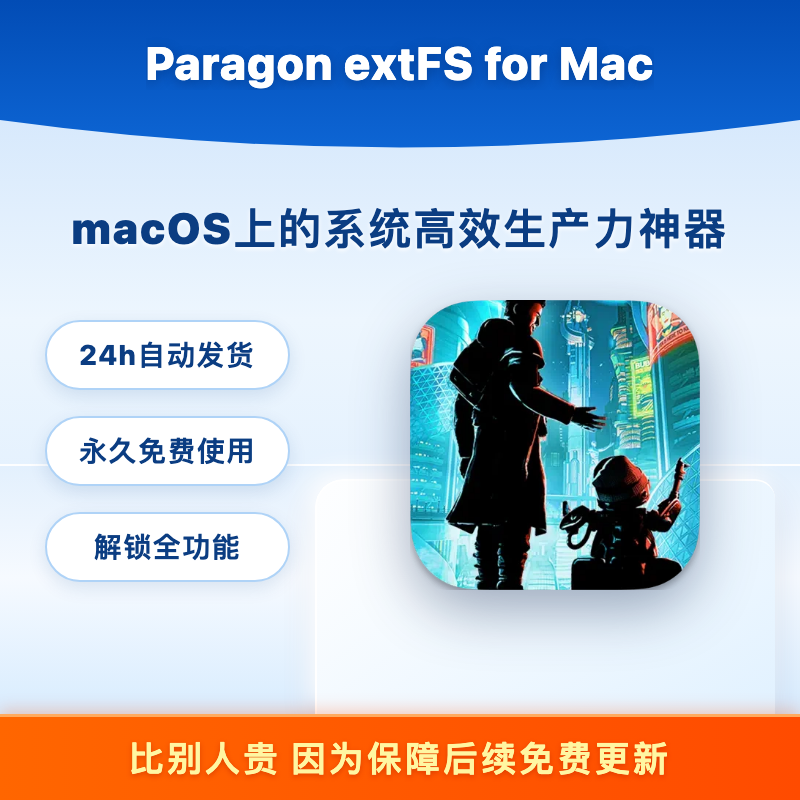 Paragon extFS for Mac
macOS上的系统高效生产力神器
24h自动发货
永久免费使用
解锁全功能
比别人贵 因为保障后续免费更新